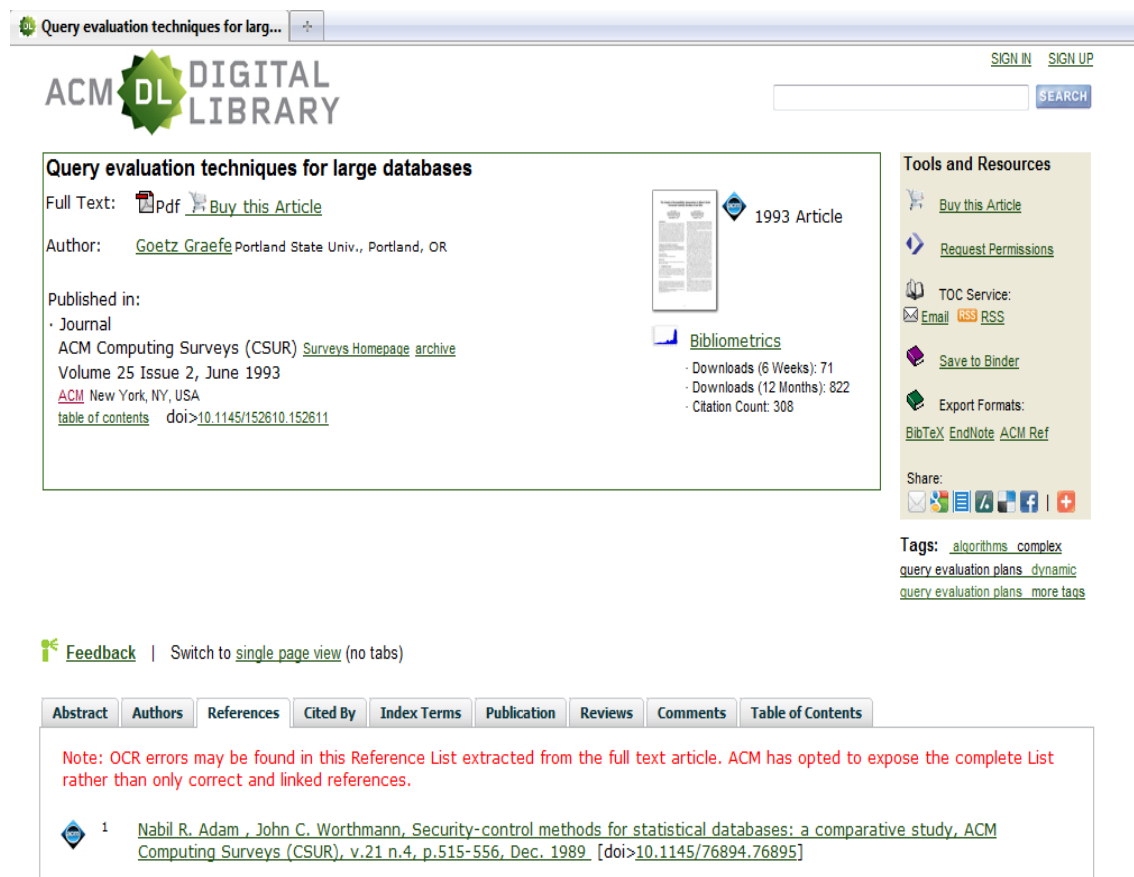 Query evaluation techniques for larg...
SIGN IN SIGN UP
ACM DL DIGITAL LIBRARY
SEARCH
Query evaluation techniques for large databases
Full Text: Pdf Buy this Article
Author: Goetz Graefe Portland State Univ., Portland, OR
Published in:
· Journal
ACM Computing Surveys (CSUR) Surveys Homepage archive
Volume 25 Issue 2, June 1993
ACM New York, NY, USA
table of contents doi>10.1145/152610.152611
acm 1993 Article
Bibliometrics
· Downloads (6 Weeks): 71
· Downloads (12 Months): 822
· Citation Count: 308
Tools and Resources
Buy this Article
Request Permissions
TOC Service:
Email RSS RSS
Save to Binder
Export Formats:
BibTeX EndNote ACM Ref
Share:
Tags: algorithms complex
query evaluation plans dynamic
query evaluation plans more tags
Feedback | Switch to single page view (no tabs)
Abstract Authors References Cited By Index Terms Publication Reviews Comments Table of Contents
Note: OCR errors may be found in this Reference List extracted from the full text article. ACM has opted to expose the complete List
rather than only correct and linked references.
acm 1 Nabil R. Adam , John C. Worthmann, Security-control methods for statistical databases: a comparative study, ACM
Computing Surveys (CSUR), v.21 n.4, p.515-556, Dec. 1989 [doi>10.1145/76894.76895]